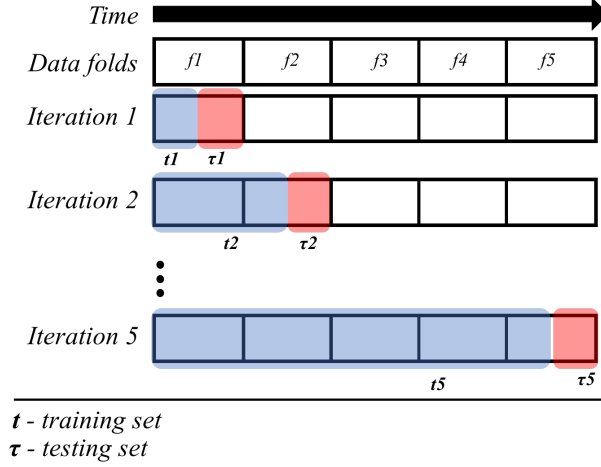 Time
Data folds f1 f2 f3 f4 f5
Iteration 1
t1 τ1
Iteration 2
t2 τ2
Iteration 5
t5 τ5
t - training set
τ - testing set